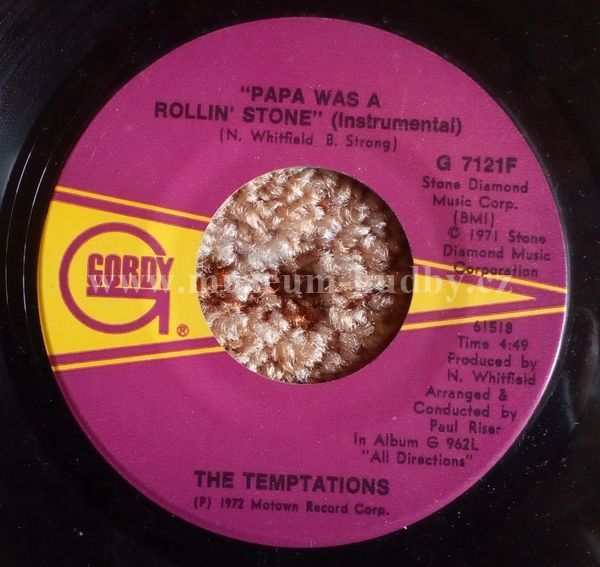 "PAPA WAS A
ROLLIN' STONE" (Instrumental)
(N. Whitfield, B. Strong)
G 7121F
Stone Diamond
Music Corp.
(BMI)
© 1971 Stone
Diamond Music
Corporation
GORDY
®
www.museum-hudby.cz
61518
Time 4:49
Produced by
N. Whitfield
Arranged &
Conducted by
Paul Riser
In Album G 962L
"All Directions"
THE TEMPTATIONS
(P) 1972 Motown Record Corp.